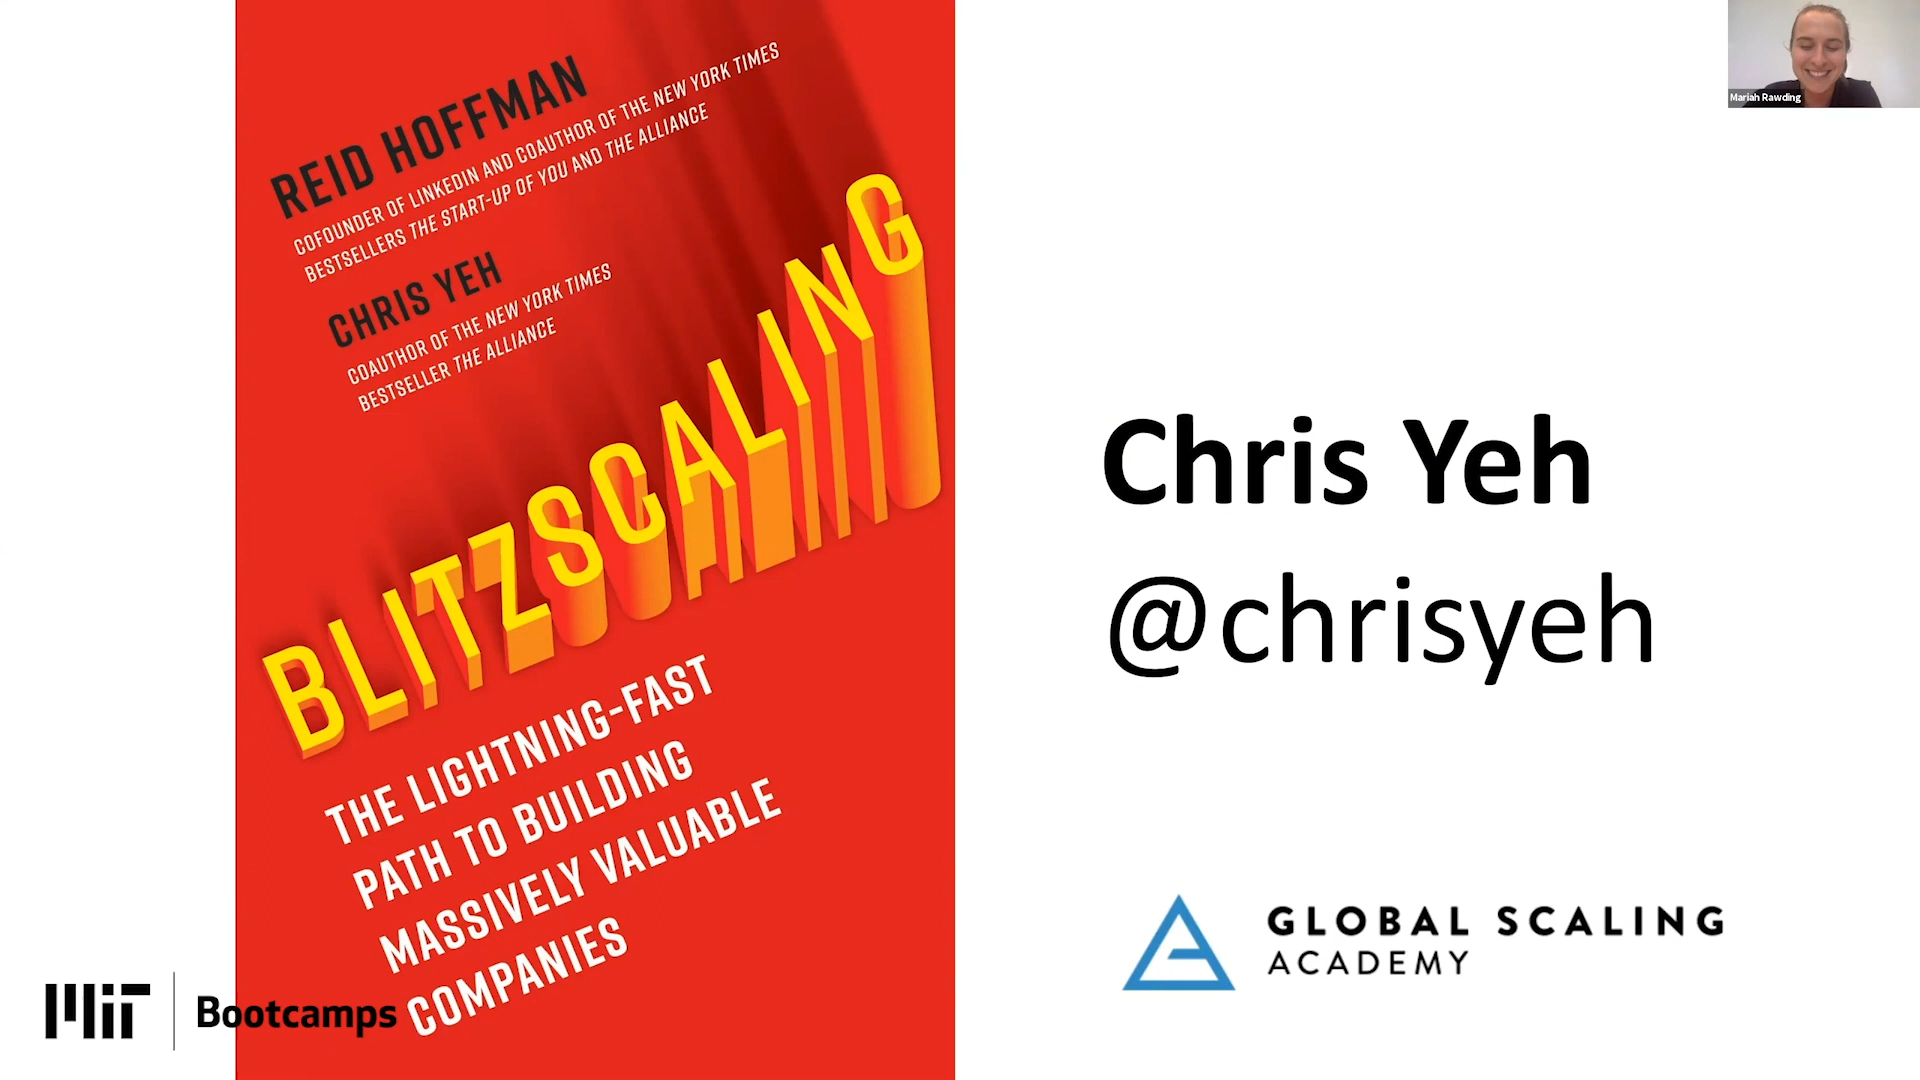 REID HOFFMAN
COFOUNDER OF LINKEDIN AND COAUTHOR OF THE NEW YORK TIMES
BESTSELLERS THE START-UP OF YOU AND THE ALLIANCE
CHRIS YEH
COAUTHOR OF THE NEW YORK TIMES
BESTSELLER THE ALLIANCE
BLITZSCALING
THE LIGHTNING-FAST
PATH TO BUILDING
MASSIVELY VALUABLE
COMPANIES
MIT Bootcamps
Mariah Rawding
Chris Yeh
@chrisyeh
GLOBAL SCALING
ACADEMY